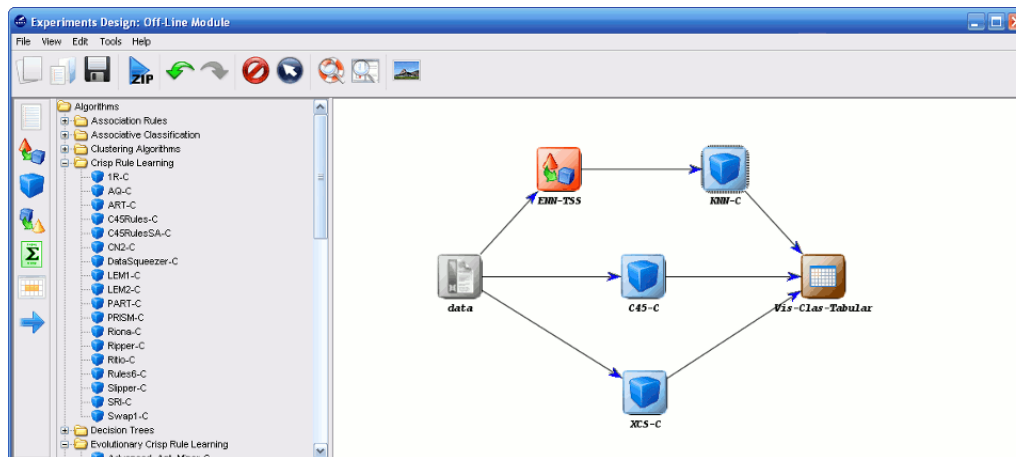 Experiments Design: Off-Line Module
File View Edit Tools Help
ZIP
Algorithms
Association Rules
Associative Classification
Clustering Algorithms
Crisp Rule Learning
1R-C
AQ-C
ART-C
C45Rules-C
C45RulesSA-C
CN2-C
DataSqueezer-C
LEM1-C
LEM2-C
PART-C
PRISM-C
Riona-C
Ripper-C
Ritio-C
Rules6-C
Slipper-C
SRI-C
Swap1-C
Decision Trees
Evolutionary Crisp Rule Learning
Σ
ENN-TSS
KNN-C
data
C45-C
Vis-Clas-Tabular
XCS-C